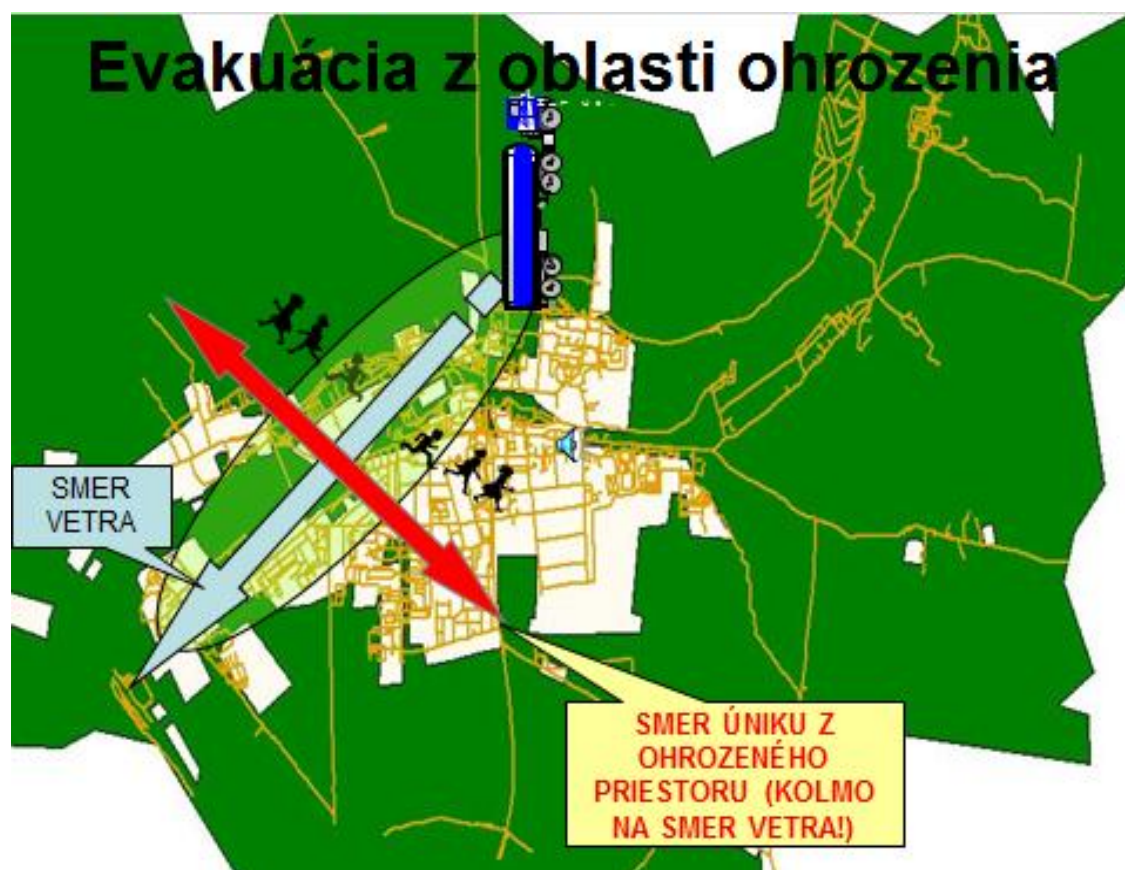 Evakuácia z oblasti ohrozenia
SMER
VETRA
SMER ÚNIKU Z
OHROZENÉHO
PRIESTORU (KOLMO
NA SMER VETRA!)